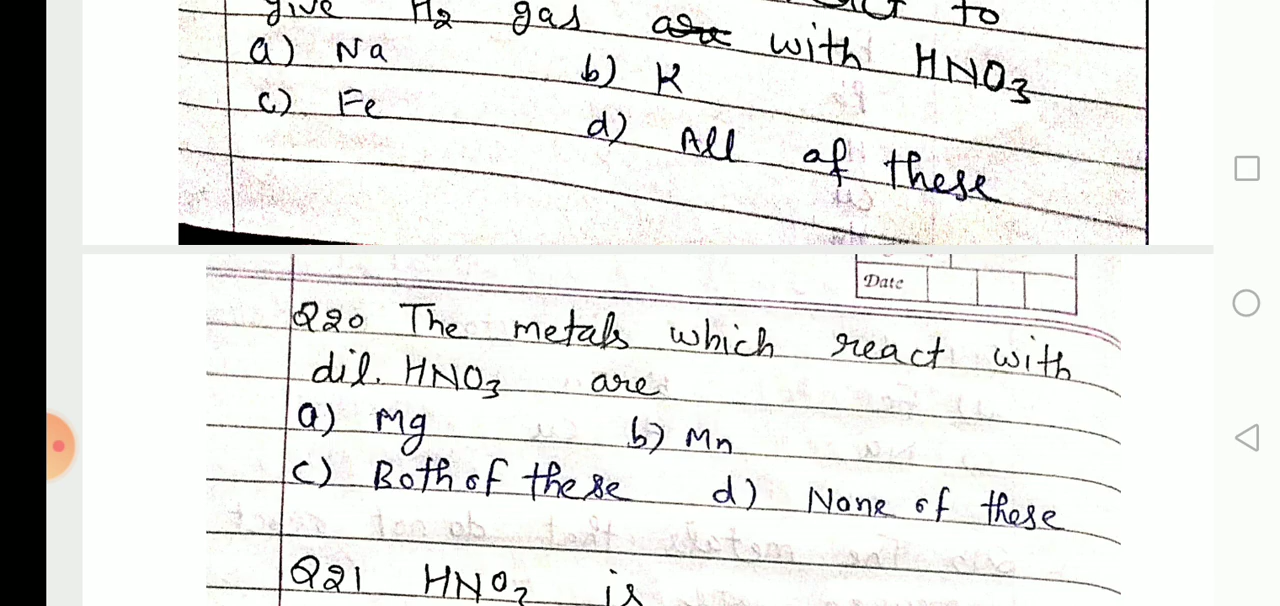 give H2 gas with HNO3
to
a) Na b) K
c) Fe d) All of these
Date
Q20 The metals which react with
dil. HNO3 are
a) Mg b) Mn
c) Both of these d) None of these
Q21 HNO3 is